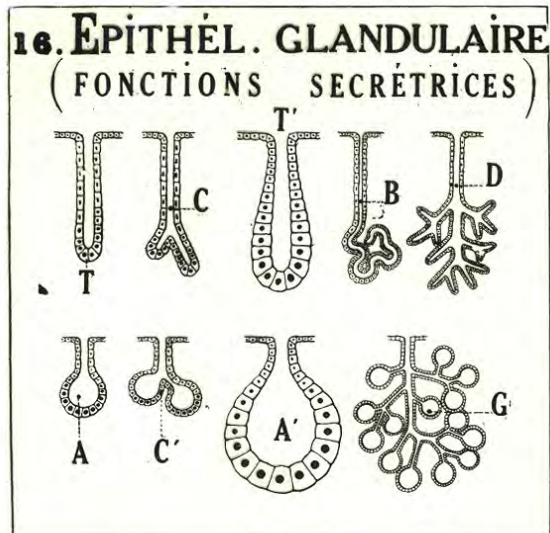 16. EPITHÉL. GLANDULAIRE
(FONCTIONS SECRÉTRICES)
T'
C
B
D
T
A
C'
A'
G